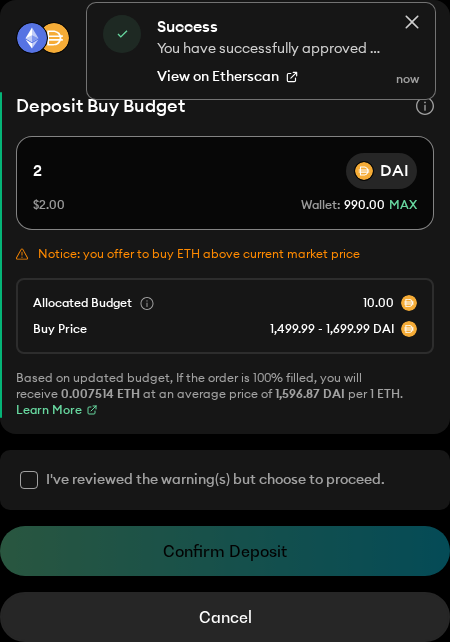 Success
You have successfully approved ...
View on Etherscan
now
Deposit Buy Budget
2
DAI
$2.00
Wallet: 990.00 MAX
Notice: you offer to buy ETH above current market price
Allocated Budget
10.00
Buy Price
1,499.99 - 1,699.99 DAI
Based on updated budget, If the order is 100% filled, you will
receive 0.007514 ETH at an average price of 1,596.87 DAI per 1 ETH.
Learn More
I've reviewed the warning(s) but choose to proceed.
Confirm Deposit
Cancel